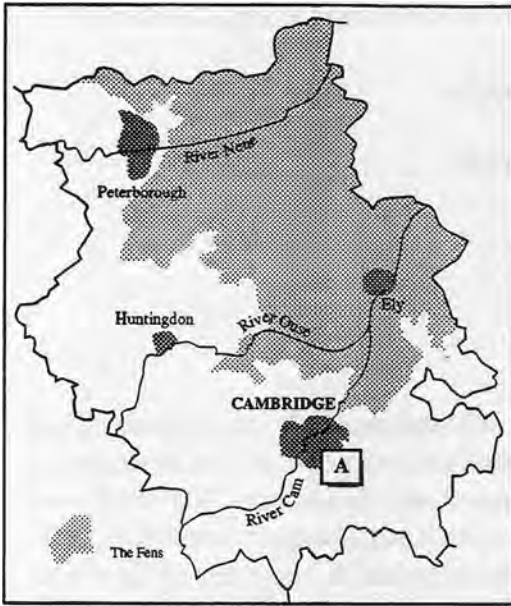 River Nene
Peterborough
Ely
Huntingdon
River Ouse
CAMBRIDGE
A
River Cam
The Fens